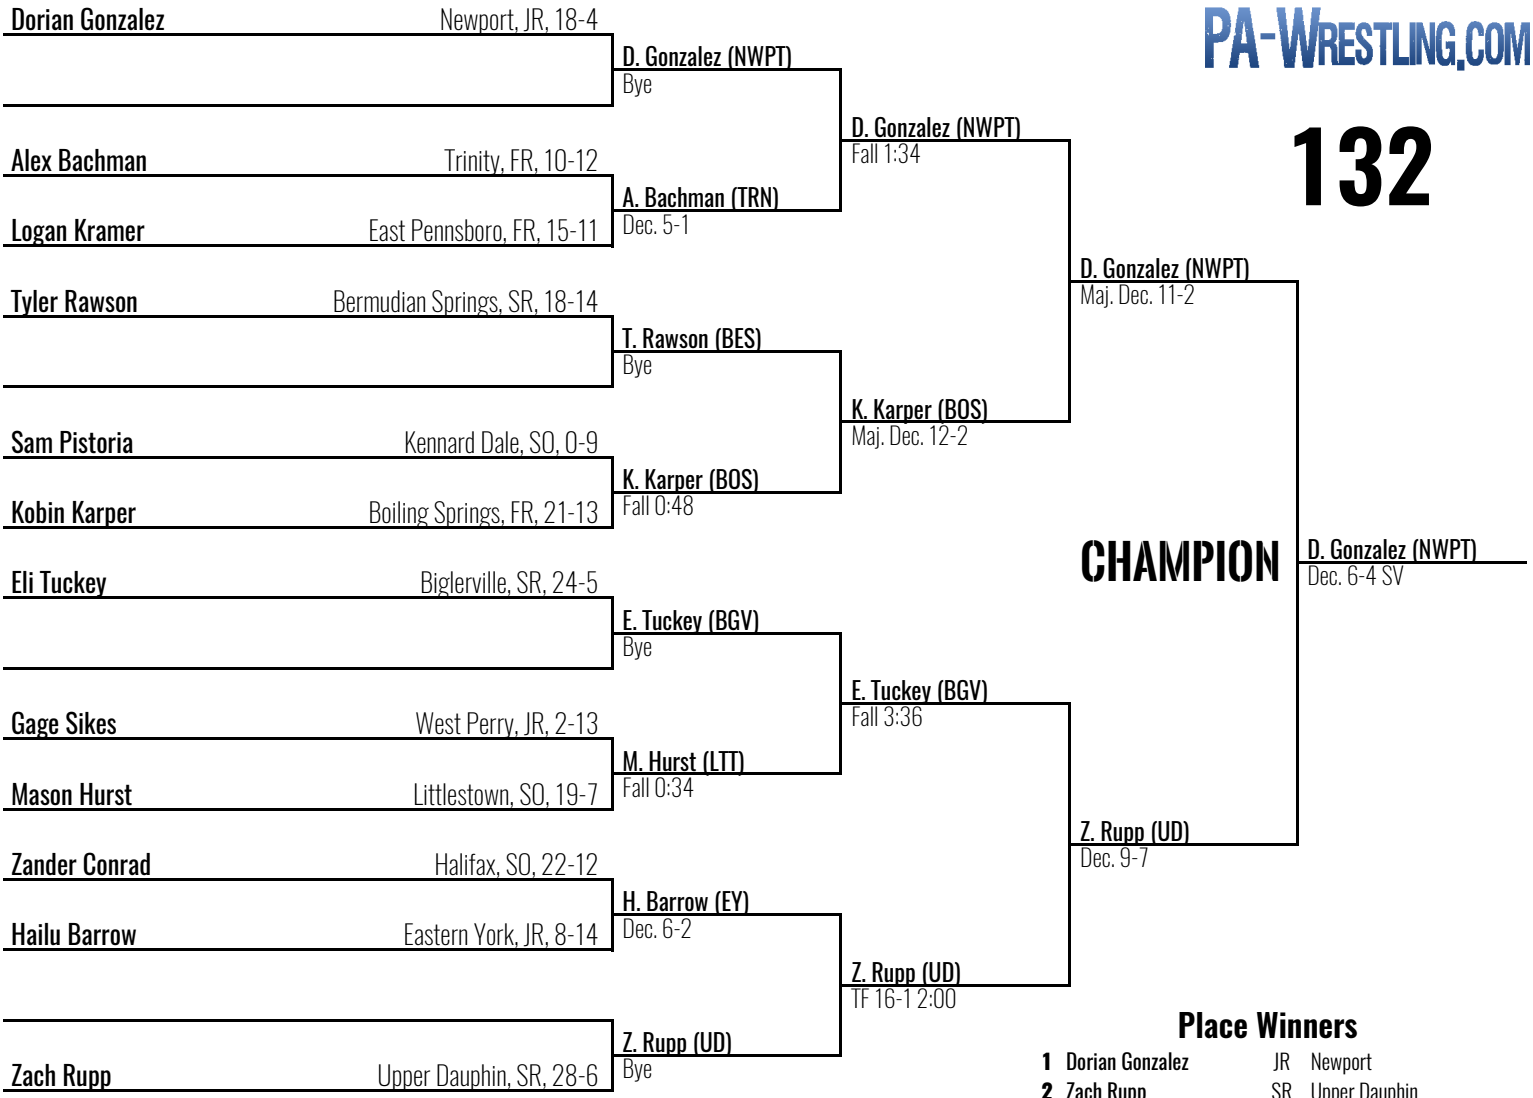 Dorian Gonzalez Newport, JR, 18-4
PA-WRESTLING.COM
D. Gonzalez (NWPT)
Bye
132
D. Gonzalez (NWPT)
Fall 1:34
Alex Bachman Trinity, FR, 10-12
A. Bachman (TRN)
Dec. 5-1
Logan Kramer East Pennsboro, FR, 15-11
D. Gonzalez (NWPT)
Maj. Dec. 11-2
Tyler Rawson Bermudian Springs, SR, 18-14
T. Rawson (BES)
Bye
K. Karper (BOS)
Maj. Dec. 12-2
Sam Pistoria Kennard Dale, SO, 0-9
K. Karper (BOS)
Fall 0:48
Kobin Karper Boiling Springs, FR, 21-13
CHAMPION
D. Gonzalez (NWPT)
Dec. 6-4 SV
Eli Tuckey Biglerville, SR, 24-5
E. Tuckey (BGV)
Bye
E. Tuckey (BGV)
Fall 3:36
Gage Sikes West Perry, JR, 2-13
M. Hurst (LTT)
Fall 0:34
Mason Hurst Littlestown, SO, 19-7
Z. Rupp (UD)
Dec. 9-7
Zander Conrad Halifax, SO, 22-12
H. Barrow (EY)
Dec. 6-2
Hailu Barrow Eastern York, JR, 8-14
Z. Rupp (UD)
TF 16-1 2:00
Z. Rupp (UD)
Bye
Zach Rupp Upper Dauphin, SR, 28-6
Place Winners
1 Dorian Gonzalez JR Newport
2 Zach Rupp SR Upper Dauphin